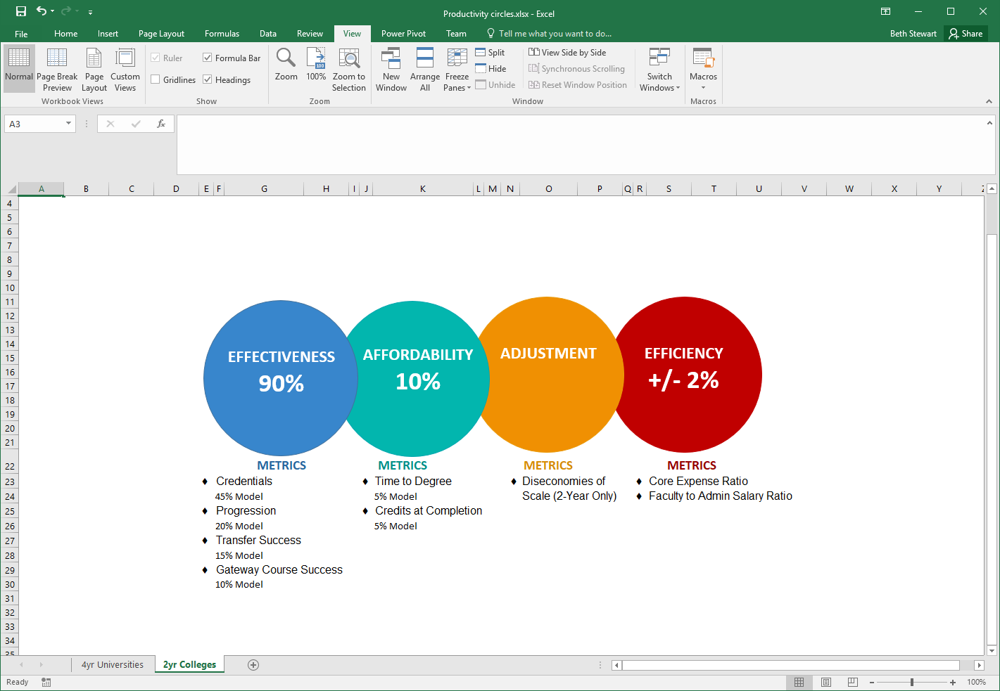 Productivity circles.xlsx - Excel
File Home Insert Page Layout Formulas Data Review View Power Pivot Team Tell me what you want to do... Beth Stewart Share
Normal
Page Break
Preview
Page
Layout
Custom
Views
Workbook Views
Ruler
Formula Bar
Gridlines
Headings
Show
Zoom
100
100%
Zoom to
Selection
Zoom
New
Window
Arrange
All
Freeze
Panes
Split
Hide
Unhide
View Side by Side
Synchronous Scrolling
Reset Window Position
Switch
Windows
Window
Macros
Macros
A3
fx
A B C D E F G H I J K L M N O P Q R S T U V W X Y Z
4
5
6
7
8
9
10
11
12
13
14
15
16
17
18
19
20
21
22
23
24
25
26
27
28
29
30
31
32
33
34
35
EFFECTIVENESS
90%
AFFORDABILITY
10%
ADJUSTMENT
EFFICIENCY
+/- 2%
METRICS
♦ Credentials
45% Model
♦ Progression
20% Model
♦ Transfer Success
15% Model
♦ Gateway Course Success
10% Model
METRICS
♦ Time to Degree
5% Model
♦ Credits at Completion
5% Model
METRICS
♦ Diseconomies of
Scale (2-Year Only)
METRICS
♦ Core Expense Ratio
♦ Faculty to Admin Salary Ratio
4yr Universities 2yr Colleges
Ready
100%